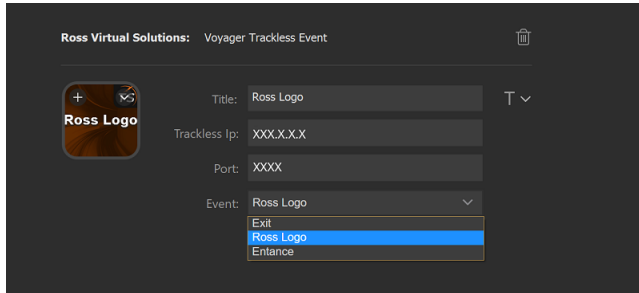 Ross Virtual Solutions: Voyager Trackless Event
Ross Logo
Title: Ross Logo
T
Trackless Ip: XXX.X.X.X
Port: XXXX
Event: Ross Logo
Exit
Ross Logo
Entance